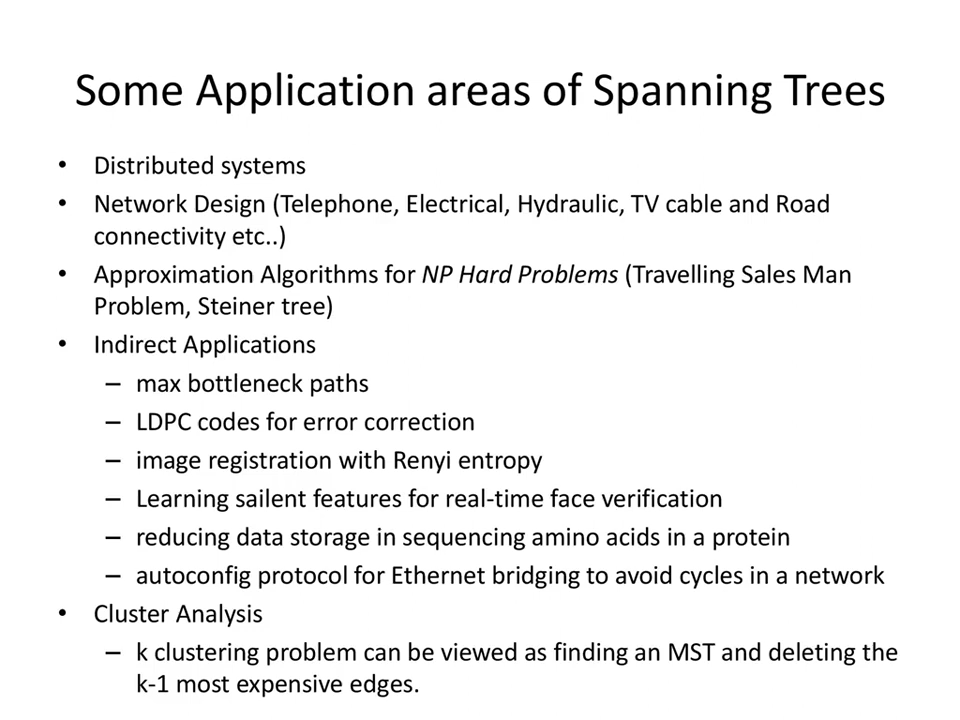 Some Application areas of Spanning Trees
• Distributed systems
• Network Design (Telephone, Electrical, Hydraulic, TV cable and Road
connectivity etc..)
• Approximation Algorithms for NP Hard Problems (Travelling Sales Man
Problem, Steiner tree)
• Indirect Applications
– max bottleneck paths
– LDPC codes for error correction
– image registration with Renyi entropy
– Learning sailent features for real-time face verification
– reducing data storage in sequencing amino acids in a protein
– autoconfig protocol for Ethernet bridging to avoid cycles in a network
• Cluster Analysis
– k clustering problem can be viewed as finding an MST and deleting the
k-1 most expensive edges.